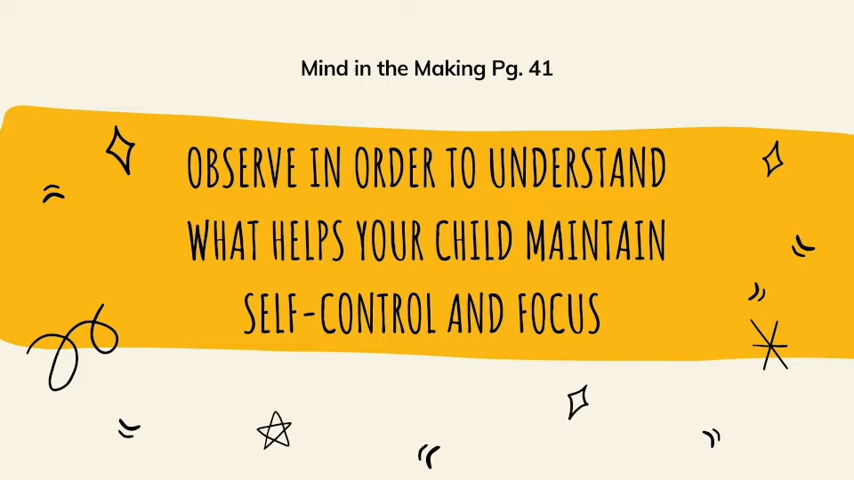 Mind in the Making Pg. 41
OBSERVE IN ORDER TO UNDERSTAND
WHAT HELPS YOUR CHILD MAINTAIN
SELF-CONTROL AND FOCUS